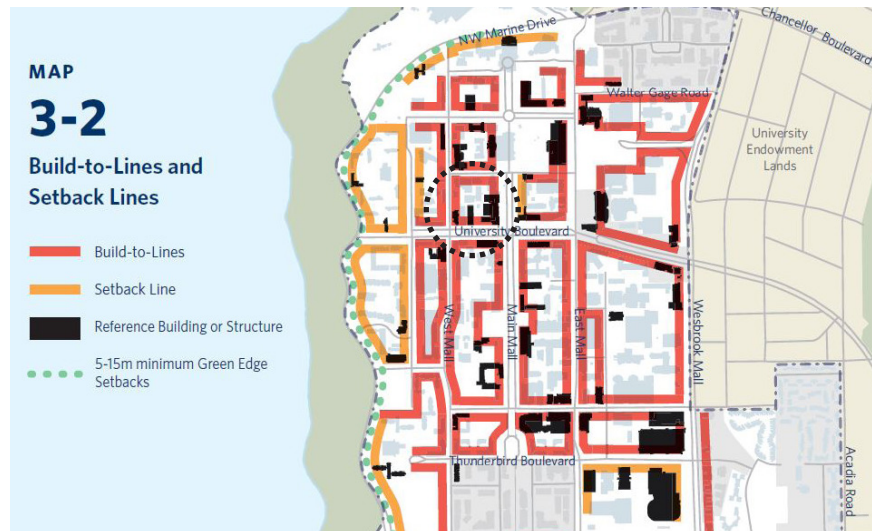 MAP
3-2
Build-to-Lines and
Setback Lines
Build-to-Lines
Setback Line
Reference Building or Structure
5-15m minimum Green Edge
Setbacks
NW Marine Drive
Chancellor Boulevard
Walter Gage Road
University
Endowment
Lands
University Boulevard
West Mall
Main Mall
East Mall
Wesbrook Mall
Thunderbird Boulevard
Acadia Road